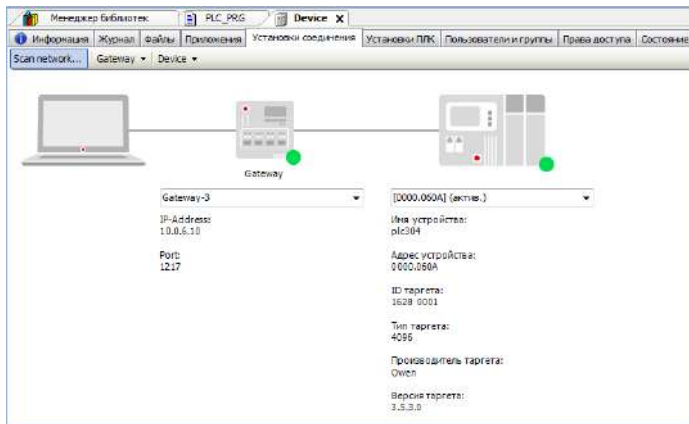 Менеджер библиотек PLC_PRG Device X
Информация Журнал Файлы Приложения Установки соединения Установки ПЛК Пользователи и группы Права доступа Состояние
Scan network... Gateway Device
Gateway
Gateway-3 [0000.060A] (актив.)
IP-Address: Имя устройства:
10.0.6.10 plc304
Port: Адрес устройства:
1217 0000.060A
ID таргета:
1628 0001
Тип таргета:
4096
Производитель таргета:
Owen
Версия таргета:
3.5.3.0